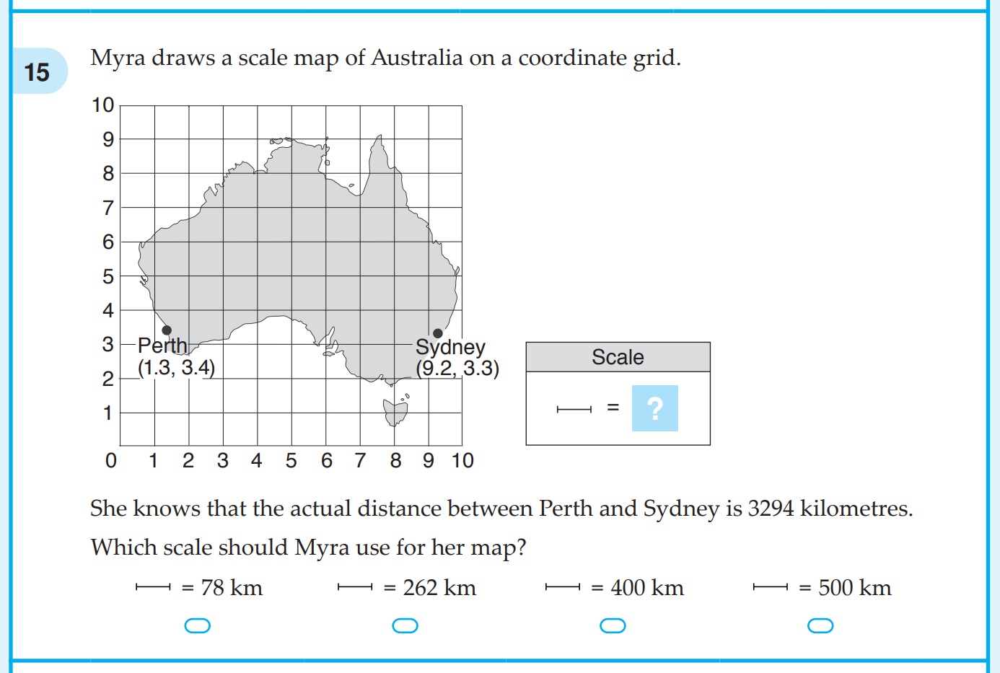 15
Myra draws a scale map of Australia on a coordinate grid.
10
9
8
7
6
5
4
3
2
1
0 1 2 3 4 5 6 7 8 9 10
Perth
(1.3, 3.4)
Sydney
(9.2, 3.3)
Scale
= ?
She knows that the actual distance between Perth and Sydney is 3294 kilometres.
Which scale should Myra use for her map?
= 78 km = 262 km = 400 km = 500 km